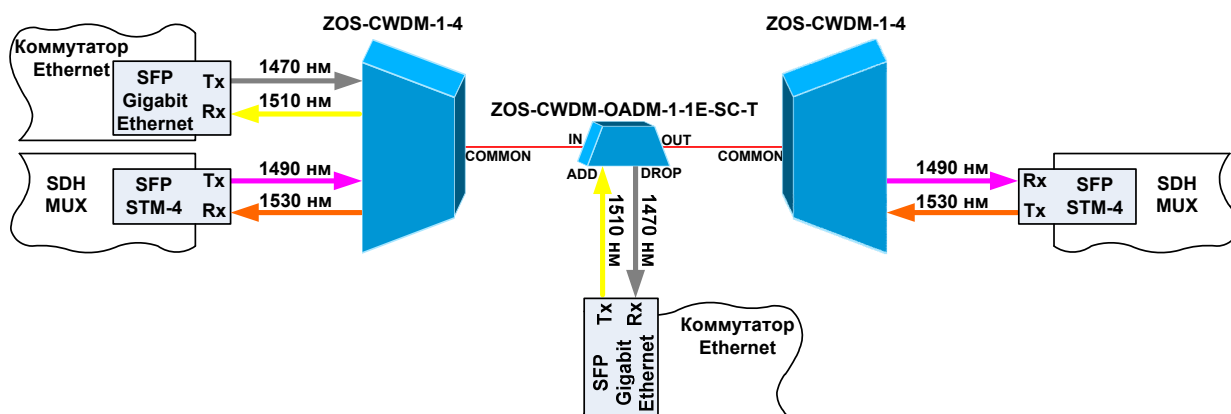 ZOS-CWDM-1-4
ZOS-CWDM-1-4
Коммутатор
Ethernet
SFP
Gigabit
Ethernet
Tx
Rx
1470 нм
1510 нм
ZOS-CWDM-OADM-1-1E-SC-T
IN
OUT
COMMON
COMMON
ADD
DROP
SDH
MUX
SFP
STM-4
Tx
Rx
1490 нм
1530 нм
1510 нм
1470 нм
1490 нм
1530 нм
Rx
Tx
SFP
STM-4
SDH
MUX
Tx
Rx
SFP
Gigabit
Ethernet
Коммутатор
Ethernet